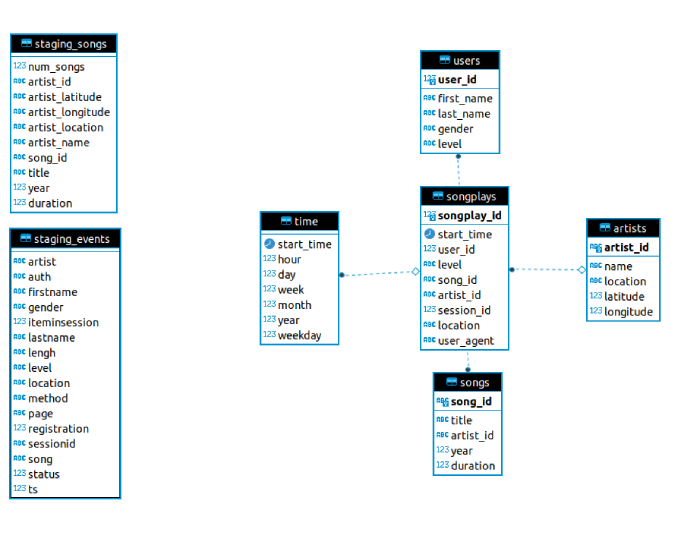 staging_songs
123 num_songs
ABC artist_id
ABC artist_latitude
ABC artist_longitude
ABC artist_location
ABC artist_name
ABC song_id
ABC title
123 year
123 duration
staging_events
ABC artist
ABC auth
ABC firstname
ABC gender
123 iteminsession
ABC lastname
ABC lengh
ABC level
ABC location
ABC method
ABC page
123 registration
ABC sessionid
ABC song
123 status
123 ts
time
start_time
123 hour
123 day
123 week
123 month
123 year
123 weekday
users
123 user_id
ABC first_name
ABC last_name
ABC gender
ABC level
songplays
123 songplay_id
start_time
123 user_id
ABC level
ABC song_id
ABC artist_id
123 session_id
ABC location
ABC user_agent
songs
ABC song_id
ABC title
ABC artist_id
123 year
123 duration
artists
ABC artist_id
ABC name
ABC location
123 latitude
123 longitude